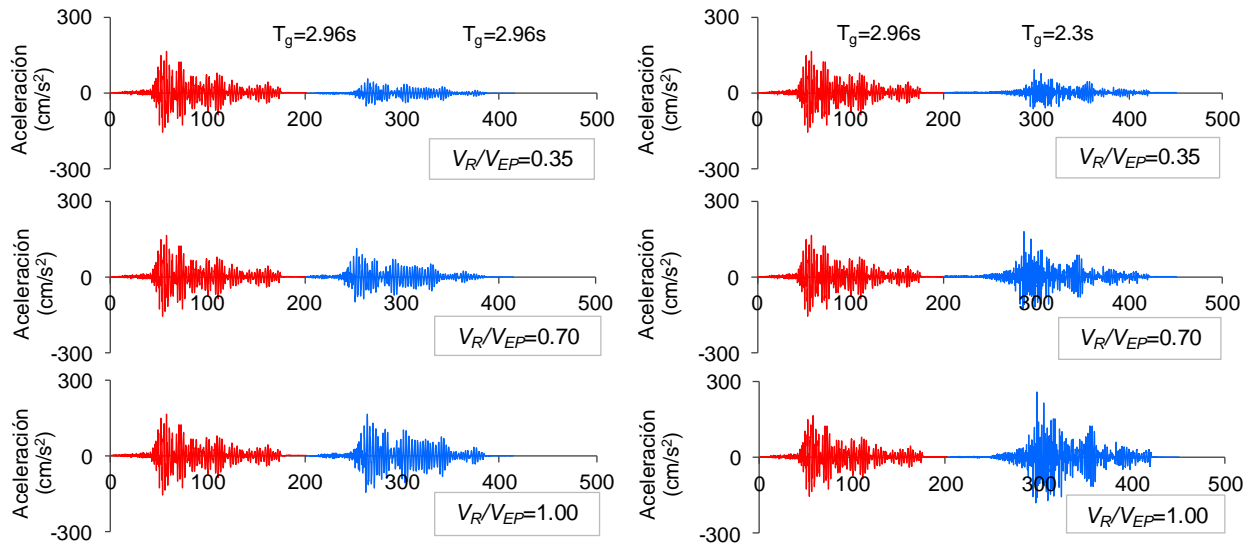 300
T_g=2.96s
T_g=2.96s
Aceleración
(cm/s²)
0
0 100 200 300 400 500
-300
V_R/V_EP=0.35
300
T_g=2.96s
T_g=2.3s
Aceleración
(cm/s²)
0
0 100 200 300 400 500
-300
V_R/V_EP=0.35
300
Aceleración
(cm/s²)
0
0 100 200 300 400 500
-300
V_R/V_EP=0.70
300
Aceleración
(cm/s²)
0
0 100 200 300 400 500
-300
V_R/V_EP=0.70
300
Aceleración
(cm/s²)
0
0 100 200 300 400 500
-300
V_R/V_EP=1.00
300
Aceleración
(cm/s²)
0
0 100 200 300 400 500
-300
V_R/V_EP=1.00